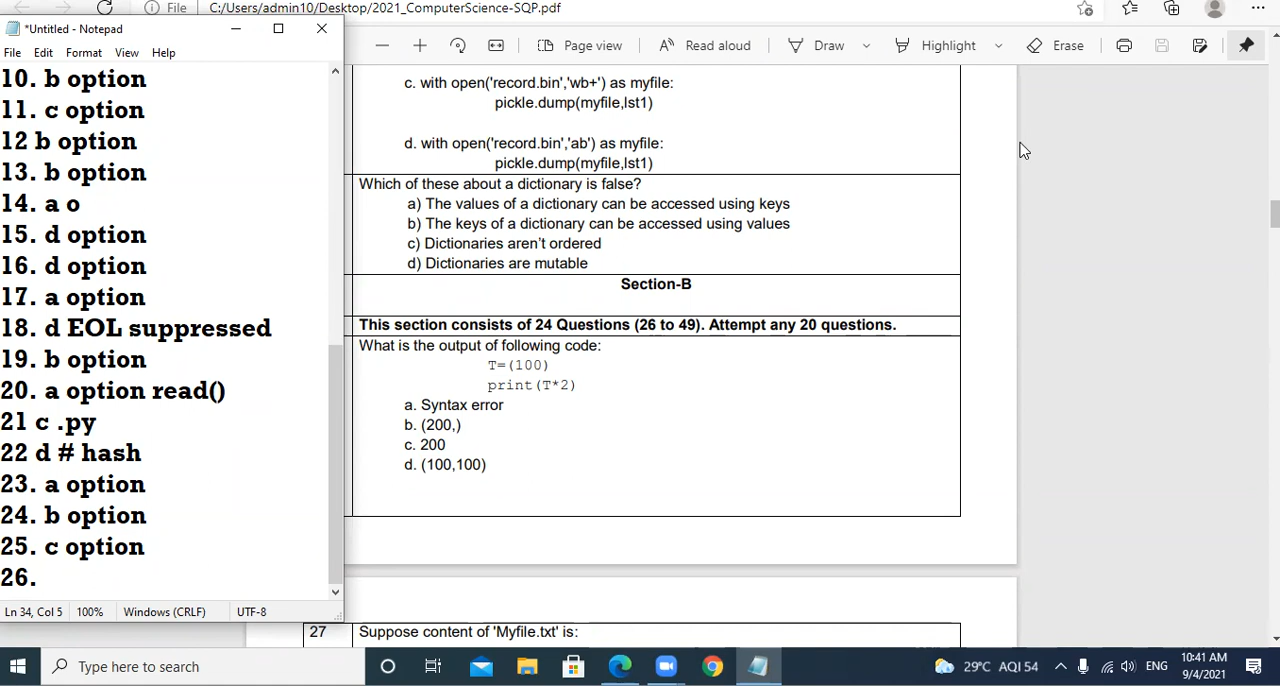 File C:/Users/admin10/Desktop/2021_ComputerScience-SQP.pdf
*Untitled - Notepad
File Edit Format View Help
Page view Read aloud Draw Highlight Erase
10. b option
11. c option
12 b option
13. b option
14. a o
15. d option
16. d option
17. a option
18. d EOL suppressed
19. b option
20. a option read()
21 c .py
22 d # hash
23. a option
24. b option
25. c option
26.
Ln 34, Col 5 100% Windows (CRLF) UTF-8
c. with open('record.bin','wb+') as myfile:
pickle.dump(myfile,lst1)
d. with open('record.bin','ab') as myfile:
pickle.dump(myfile,lst1)
Which of these about a dictionary is false?
a) The values of a dictionary can be accessed using keys
b) The keys of a dictionary can be accessed using values
c) Dictionaries aren't ordered
d) Dictionaries are mutable
Section-B
This section consists of 24 Questions (26 to 49). Attempt any 20 questions.
What is the output of following code:
T=(100)
print(T*2)
a. Syntax error
b. (200,)
c. 200
d. (100,100)
27 Suppose content of 'Myfile.txt' is:
Type here to search
29°C AQI 54 ENG 10:41 AM
9/4/2021